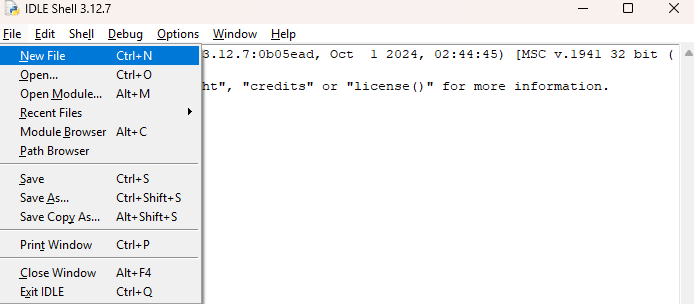 IDLE Shell 3.12.7
File Edit Shell Debug Options Window Help
New File Ctrl+N
Open... Ctrl+O
Open Module... Alt+M
Recent Files
Module Browser Alt+C
Path Browser
Save Ctrl+S
Save As... Ctrl+Shift+S
Save Copy As... Alt+Shift+S
Print Window Ctrl+P
Close Window Alt+F4
Exit IDLE Ctrl+Q
3.12.7:0b05ead, Oct  1 2024, 02:44:45) [MSC v.1941 32 bit (
ht", "credits" or "license()" for more information.